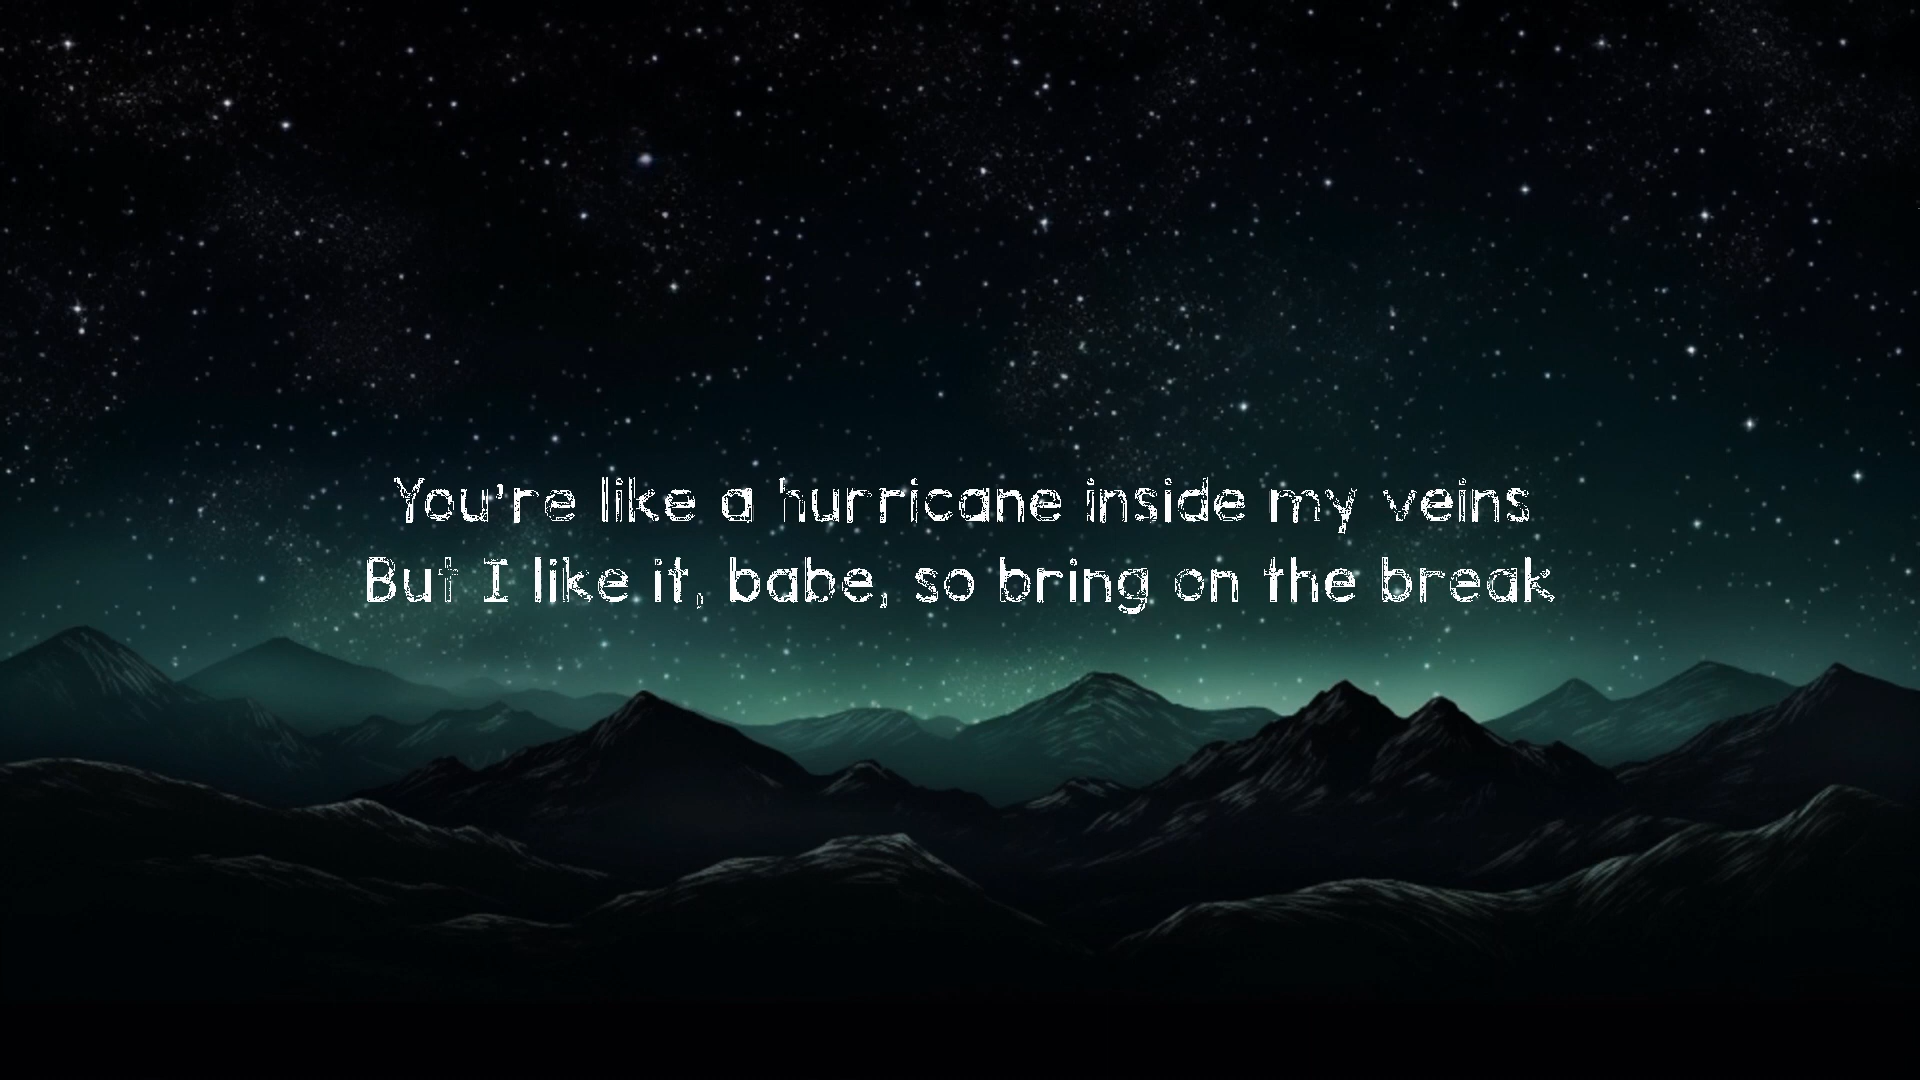 You're like a hurricane inside my veins
But I like it, babe, so bring on the break